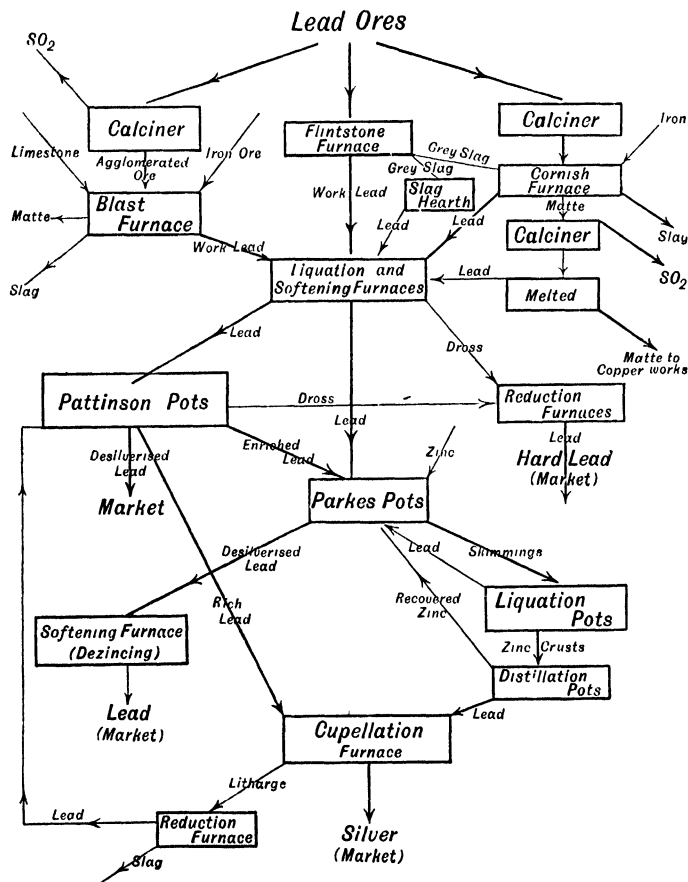 Lead Ores
SO2
Calciner
Flintstone
Furnace
Calciner
Iron
Limestone
Agglomerated
Ore
Iron Ore
Grey Slag
Grey Slag
Cornish
Furnace
Work Lead
Slag
Hearth
Matte
Blast
Furnace
Matte
Lead
Lead
Calciner
Slay
Work Lead
Slag
Liquation and
Softening Furnaces
Lead
Melted
SO2
Lead
Dross
Matte to
Copper works
Pattinson Pots
Dross
Reduction
Furnaces
Lead
Desilverised
Lead
Enriched
Lead
Zinc
Lead
Hard Lead
(Market)
Market
Parkes Pots
Desilverised
Lead
Lead
Skimmings
Rich
Lead
Recovered
Zinc
Liquation
Pots
Softening Furnace
(Dezincing)
Zinc Crusts
Distillation
Pots
Lead
(Market)
Lead
Cupellation
Furnace
Litharge
Lead
Reduction
Furnace
Silver
(Market)
Slag